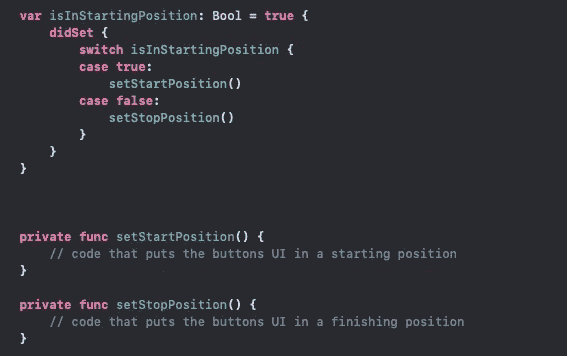 var isInStartingPosition: Bool = true {
    didSet {
        switch isInStartingPosition {
        case true:
            setStartPosition()
        case false:
            setStopPosition()
        }
    }
}

private func setStartPosition() {
    // code that puts the buttons UI in a starting position
}

private func setStopPosition() {
    // code that puts the buttons UI in a finishing position
}